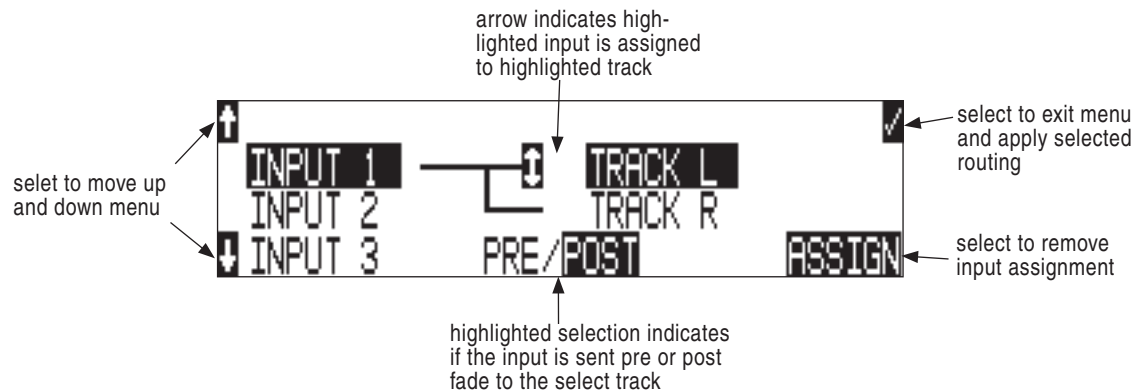 arrow indicates high-
lighted input is assigned
to highlighted track
select to exit menu
and apply selected
routing
selet to move up
and down menu
INPUT 1
TRACK L
INPUT 2
TRACK R
INPUT 3
PRE/POST
ASSIGN
select to remove
input assignment
highlighted selection indicates
if the input is sent pre or post
fade to the select track